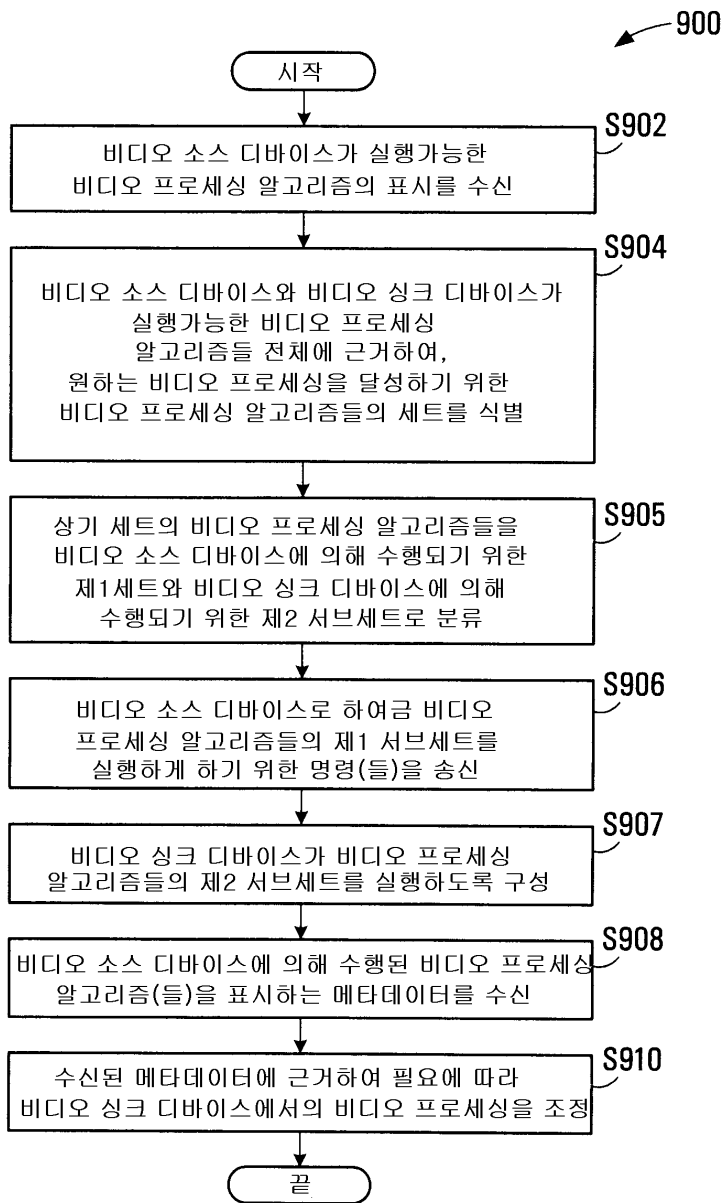 900
시작
S902
비디오 소스 디바이스가 실행가능한
비디오 프로세싱 알고리즘의 표시를 수신
S904
비디오 소스 디바이스와 비디오 싱크 디바이스가
실행가능한 비디오 프로세싱
알고리즘들 전체에 근거하여,
원하는 비디오 프로세싱을 달성하기 위한
비디오 프로세싱 알고리즘들의 세트를 식별
S905
상기 세트의 비디오 프로세싱 알고리즘들을
비디오 소스 디바이스에 의해 수행되기 위한
제1세트와 비디오 싱크 디바이스에 의해
수행되기 위한 제2 서브세트로 분류
S906
비디오 소스 디바이스로 하여금 비디오
프로세싱 알고리즘들의 제1 서브세트를
실행하게 하기 위한 명령(들)을 송신
S907
비디오 싱크 디바이스가 비디오 프로세싱
알고리즘들의 제2 서브세트를 실행하도록 구성
S908
비디오 소스 디바이스에 의해 수행된 비디오 프로세싱
알고리즘(들)을 표시하는 메타데이터를 수신
S910
수신된 메타데이터에 근거하여 필요에 따라
비디오 싱크 디바이스에서의 비디오 프로세싱을 조정
끝